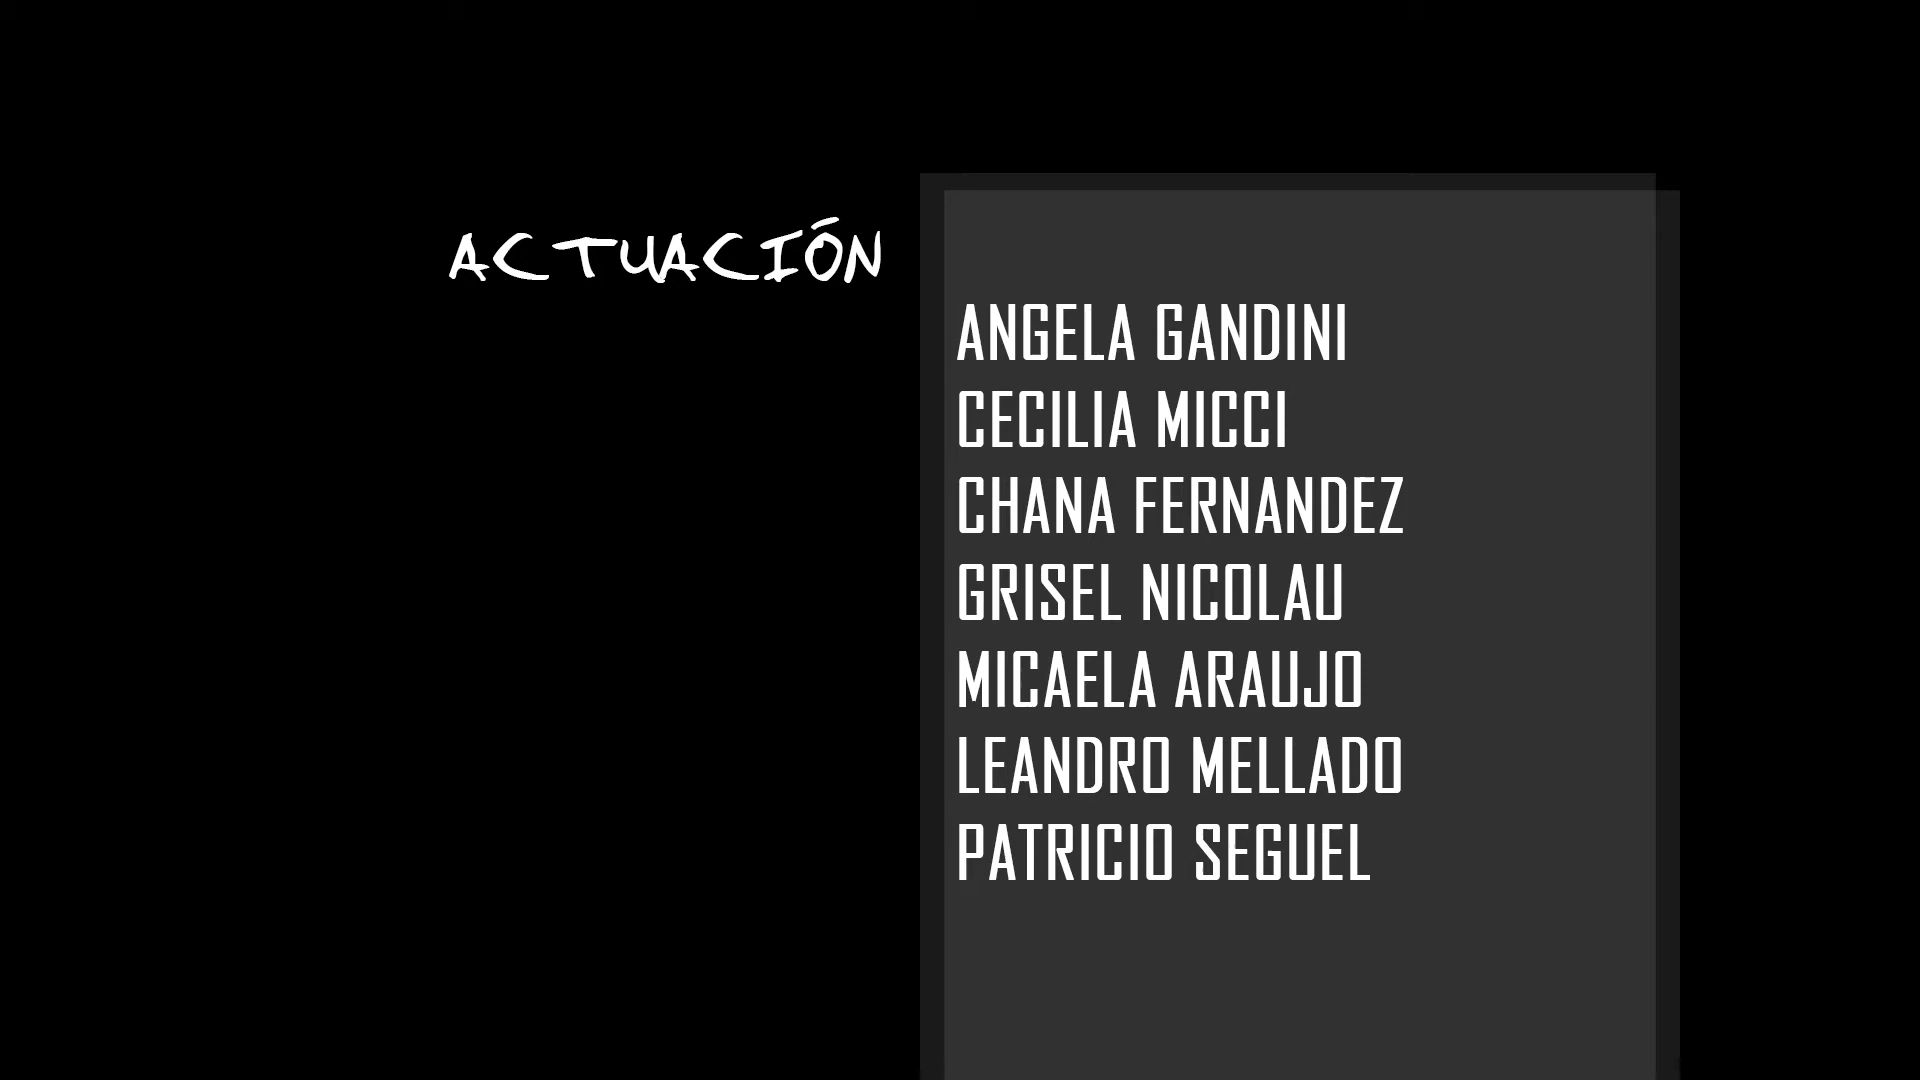 ACTUACIÓN
ANGELA GANDINI
CECILIA MICCI
CHANA FERNANDEZ
GRISEL NICOLAU
MICAELA ARAUJO
LEANDRO MELLADO
PATRICIO SEGUEL